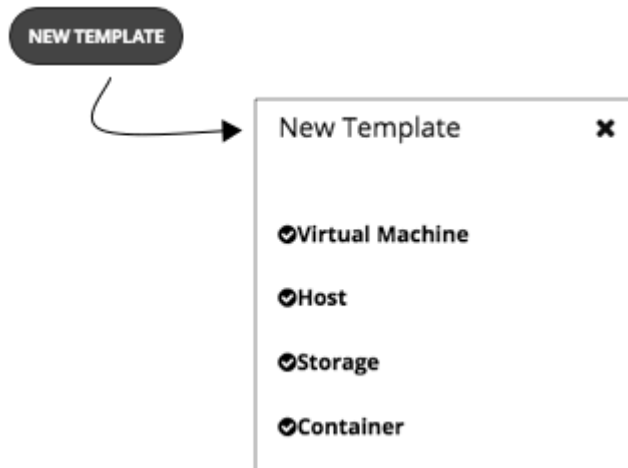 NEW TEMPLATE
New Template
Virtual Machine
Host
Storage
Container